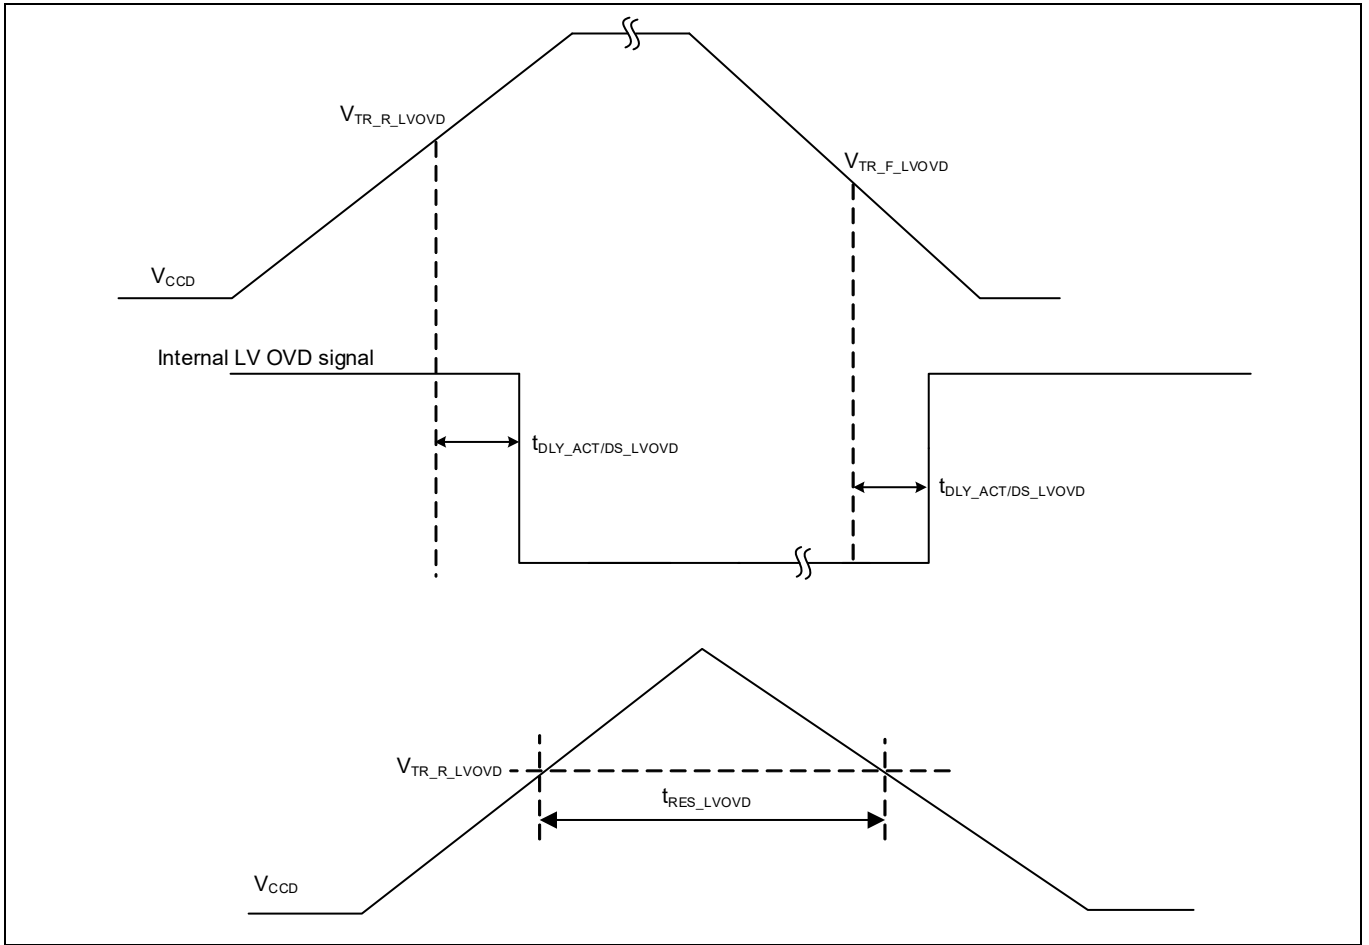 VTR_R_LVOVD
VTR_F_LVOVD
VCCD
Internal LV OVD signal
tDLY_ACT/DS_LVOVD
tDLY_ACT/DS_LVOVD
VTR_R_LVOVD
tRES_LVOVD
VCCD